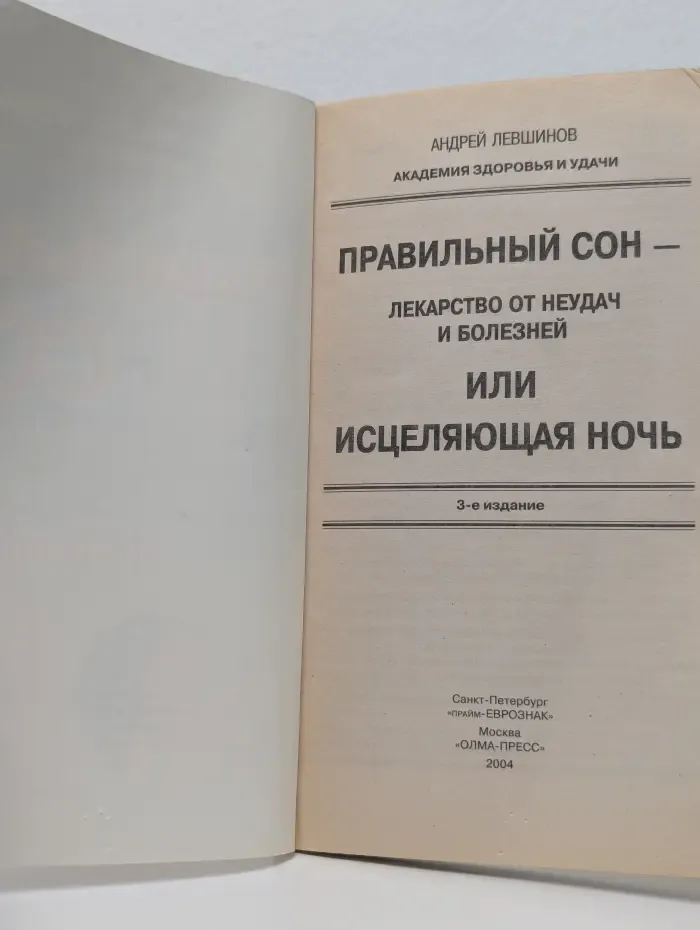 АНДРЕЙ ЛЕВШИНОВ
АКАДЕМИЯ ЗДОРОВЬЯ И УДАЧИ
ПРАВИЛЬНЫЙ СОН —
ЛЕКАРСТВО ОТ НЕУДАЧ
И БОЛЕЗНЕЙ
ИЛИ
ИСЦЕЛЯЮЩАЯ НОЧЬ
3-е издание
Санкт-Петербург
«ПРАЙМ-ЕВРОЗНАК»
Москва
«ОЛМА-ПРЕСС»
2004